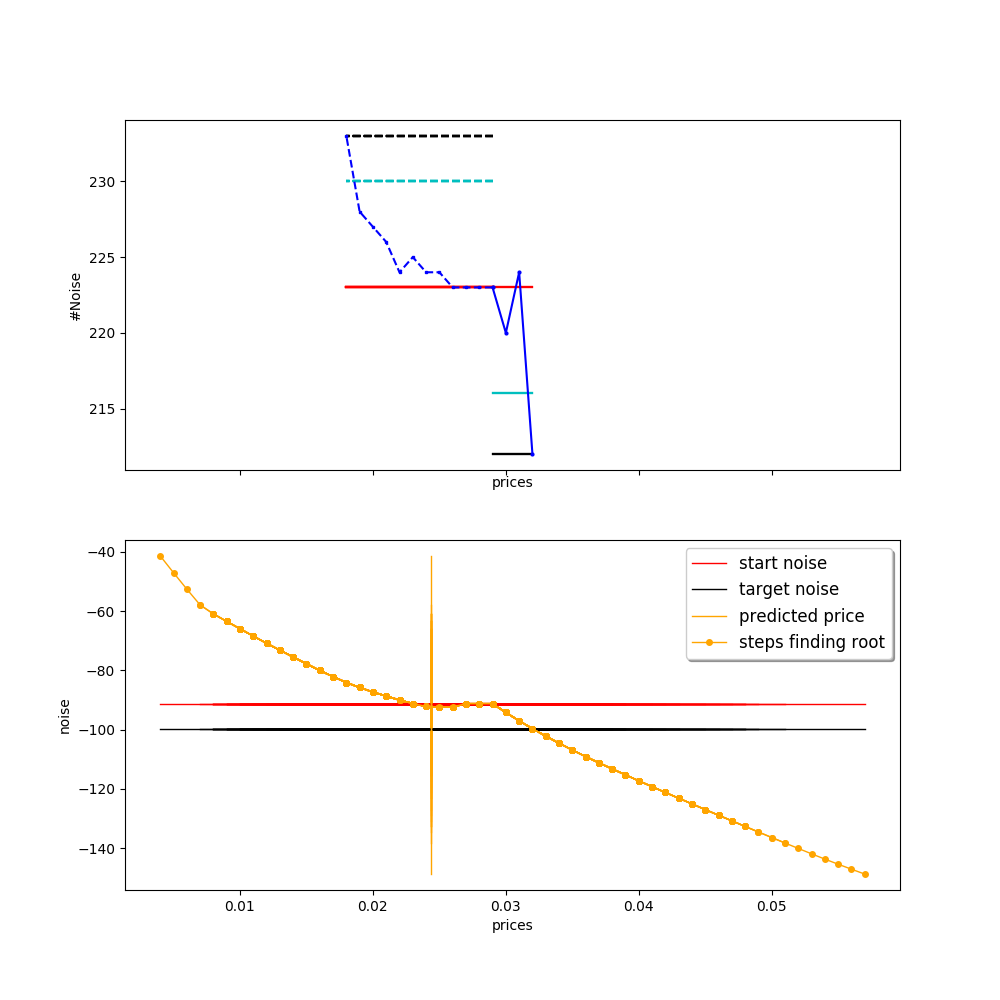 230
225
220
215
#Noise
prices
−40
−60
−80
−100
−120
−140
noise
start noise
target noise
predicted price
steps finding root
0.01
0.02
0.03
0.04
0.05
prices